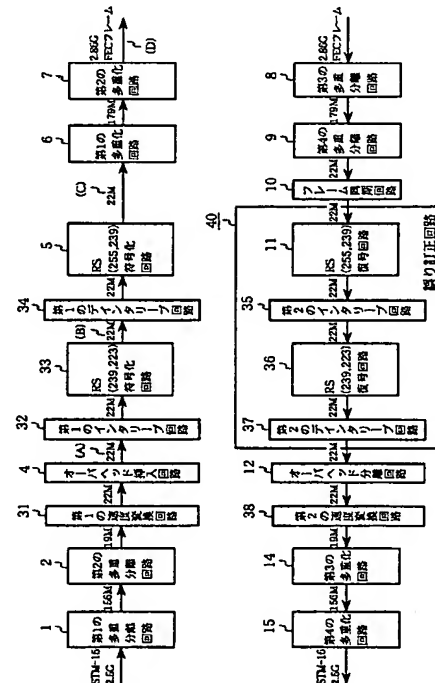 STM-16
2.5G
1
第1の
多重
分離
回路
156M
2
第2の
多重
分離
回路
19M
31
第1の速度変換回路
22M
4
オーバヘッド挿入回路
(A)
22M
32
第1のインタリーブ回路
22M
33
RS
(239,223)
符号化
回路
(B)
22M
34
第1のデインタリーブ回路
22M
5
RS
(255,239)
符号化
回路
(C)
22M
6
第1の
多重化
回路
179M
7
第2の
多重化
回路
2.86G
FECフレーム
(D)
2.86G
FECフレーム
8
第3の
多重
分離
回路
179M
9
第4の
多重
分離
回路
22M
10
フレーム同期回路
22M
40
11
RS
(255,239)
復号回路
22M
35
第2のインタリーブ回路
22M
36
RS
(239,223)
復号回路
22M
37
第2のデインタリーブ回路
誤り訂正回路
22M
12
オーバヘッド分離回路
22M
38
第2の速度変換回路
19M
14
第3の
多重化
回路
156M
15
第4の
多重化
回路
STM-16
2.5G